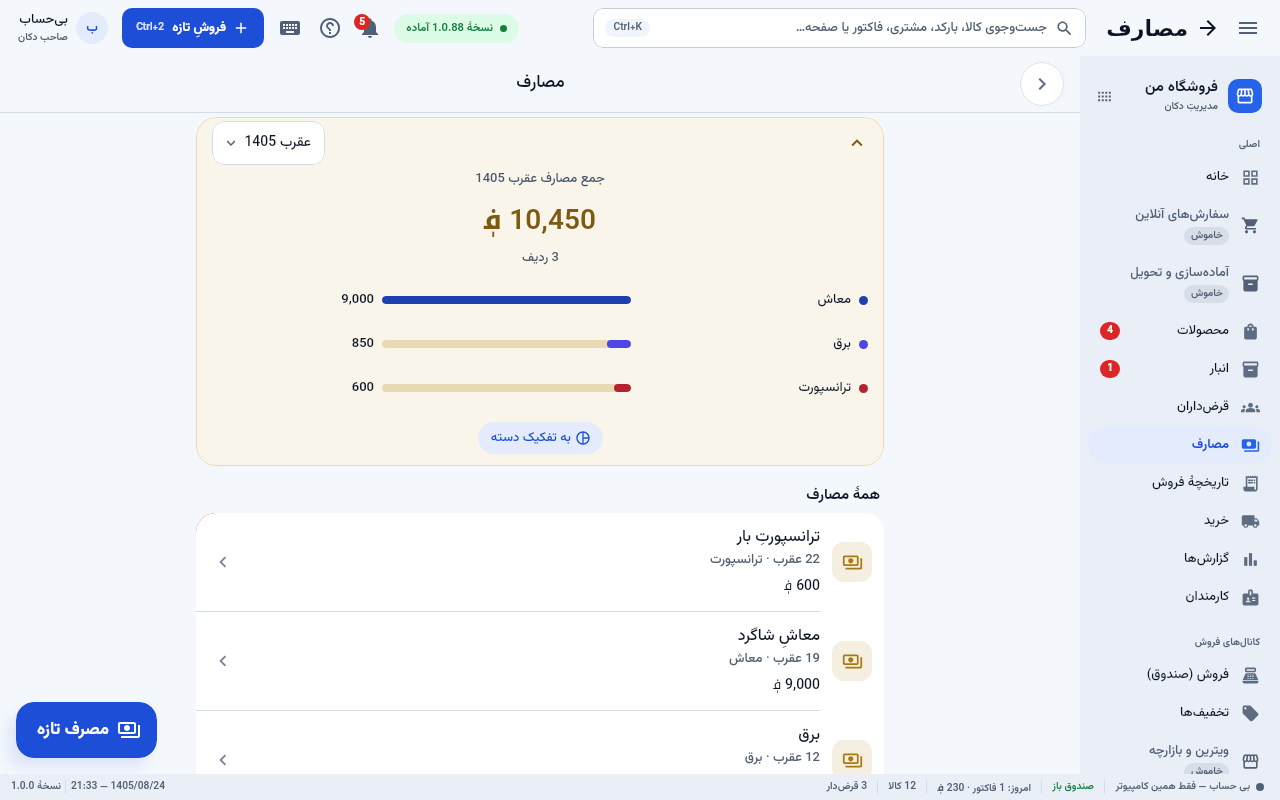 مصارف
جست‌وجوی کالا، بارکد، مشتری، فاکتور یا صفحه…
Ctrl+K
نسخهٔ 1.0.88 آماده
5
فروشِ تازه
Ctrl+2
ب
بی‌حساب
صاحب دکان
فروشگاه من
مدیریت دکان
اصلی
خانه
سفارش‌های آنلاین
خاموش
آماده‌سازی و تحویل
خاموش
محصولات
4
انبار
1
قرض‌داران
مصارف
تاریخچهٔ فروش
خرید
گزارش‌ها
کارمندان
کانال‌های فروش
فروش (صندوق)
تخفیف‌ها
ویترین و بازارچه
خاموش
مصارف
عقرب 1405
جمع مصارف عقرب 1405
10,450 ؋
3 ردیف
معاش
9,000
برق
850
ترانسپورت
600
به تفکیک دسته
همهٔ مصارف
ترانسپورتِ بار
22 عقرب · ترانسپورت
600 ؋
معاشِ شاگرد
19 عقرب · معاش
9,000 ؋
برق
12 عقرب · برق
مصرف تازه
بی حساب — فقط همین کامپیوتر
صندوق باز
امروز: 1 فاکتور · 230 ؋
12 کالا
3 قرض‌دار
1405/08/24 — 21:33
نسخهٔ 1.0.0